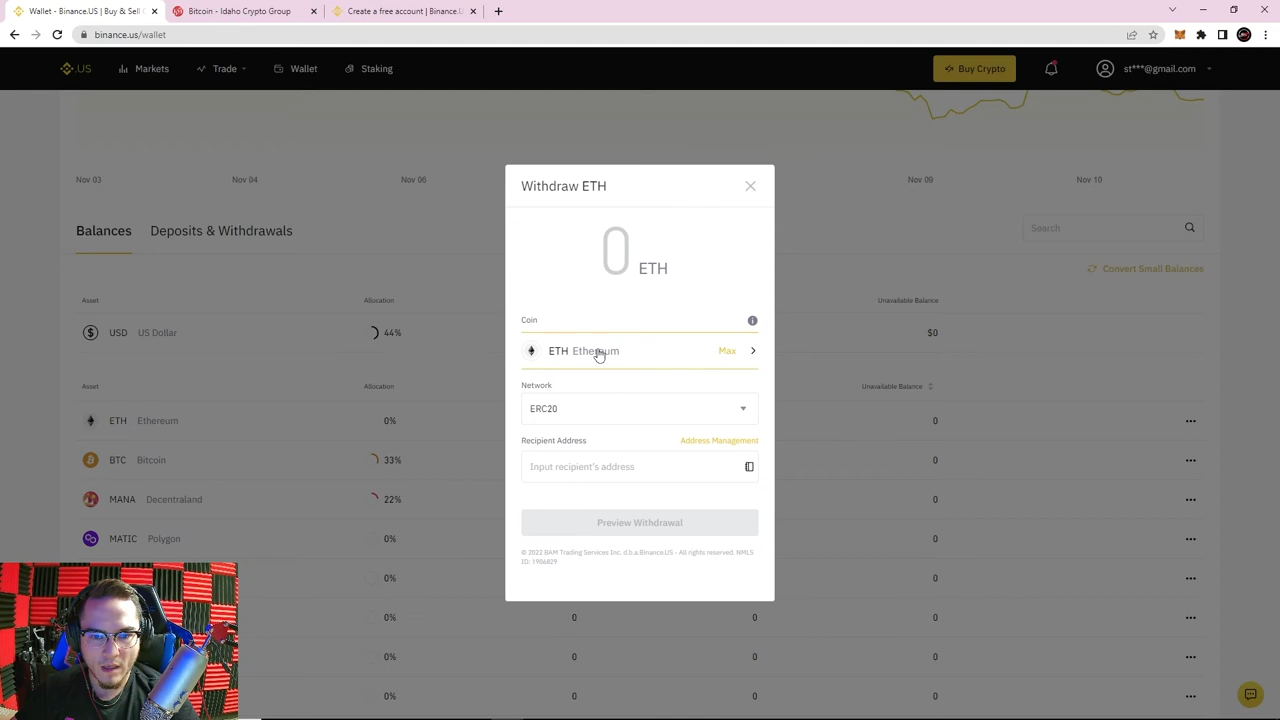 Wallet - Binance.US | Buy & Sell C
Bitcoin - Idaho Crypto Group
Create a free account | Binance.U
binance.us/wallet
.US
Markets
Trade
Wallet
Staking
Buy Crypto
st***@gmail.com
Nov 03
Nov 04
Nov 06
Nov 09
Nov 10
Balances
Deposits & Withdrawals
Search
Convert Small Balances
Asset
Allocation
Unavailable Balance
USD US Dollar
44%
$0
Asset
Allocation
Unavailable Balance
ETH Ethereum
0%
0
BTC Bitcoin
33%
0
MANA Decentraland
22%
0
MATIC Polygon
0%
0
0%
0
0%
0
0
0
0%
0
0
0
0%
0
0
0
Withdraw ETH
0 ETH
Coin
ETH Ethereum
Max
Network
ERC20
Recipient Address
Address Management
Input recipient's address
Preview Withdrawal
© 2022 BAM Trading Services Inc. d.b.a.Binance.US - All rights reserved. NMLS
ID: 1906829